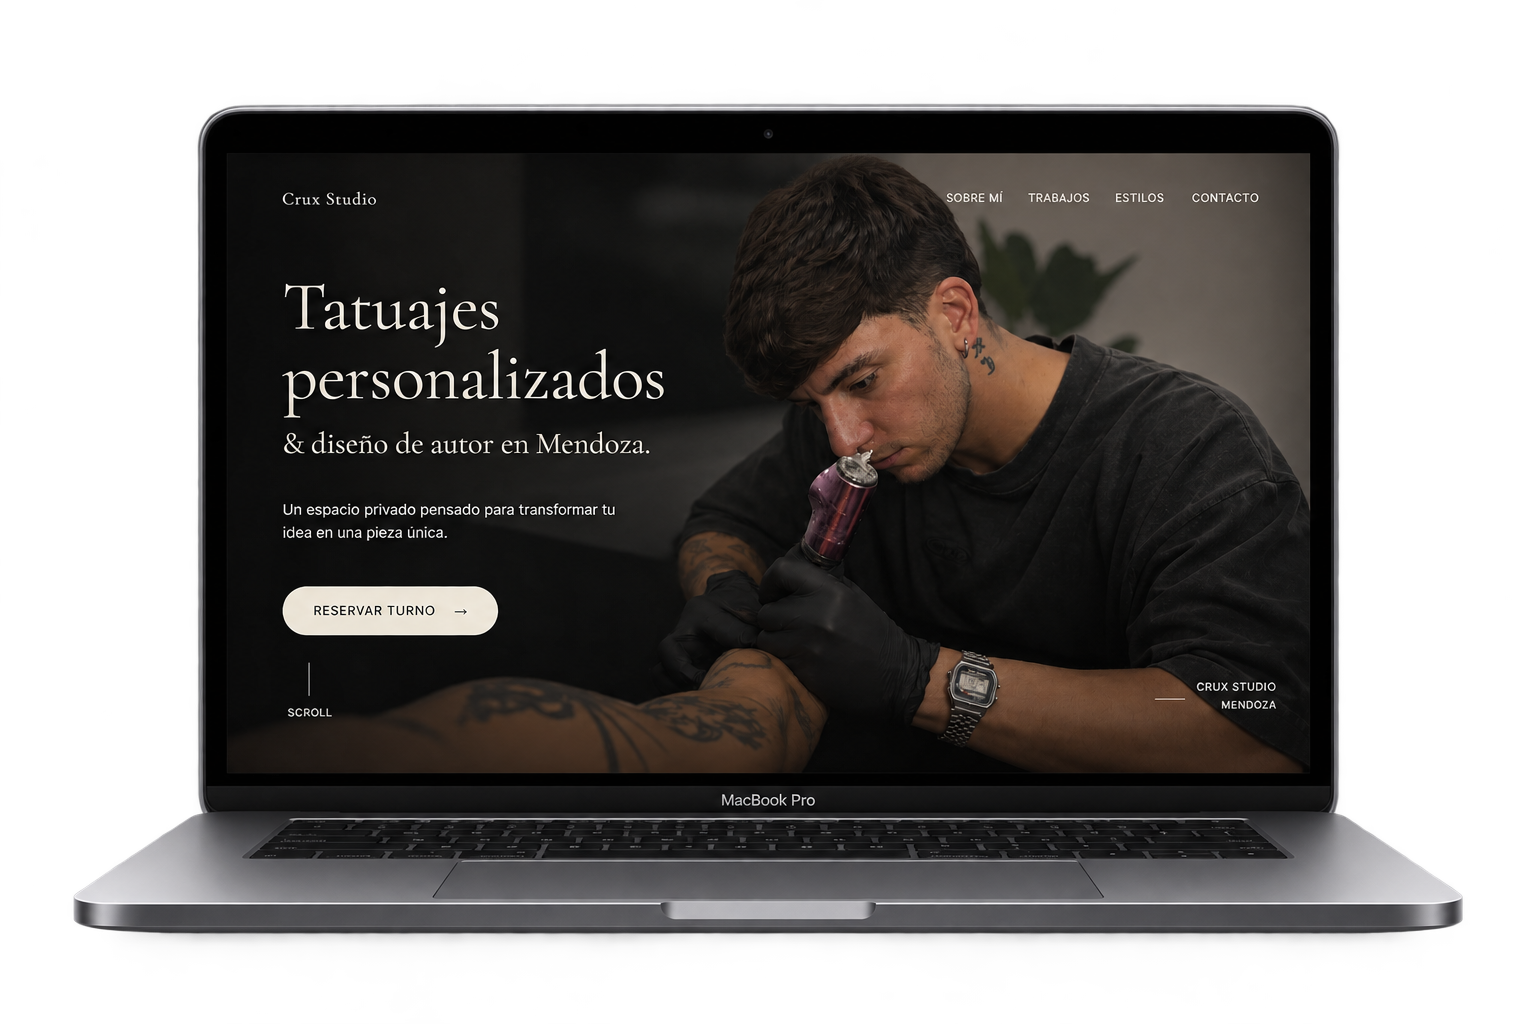 Crux Studio
SOBRE MÍ TRABAJOS ESTILOS CONTACTO
Tatuajes
personalizados
& diseño de autor en Mendoza.
Un espacio privado pensado para transformar tu
idea en una pieza única.
RESERVAR TURNO →
SCROLL
CRUX STUDIO
MENDOZA
MacBook Pro